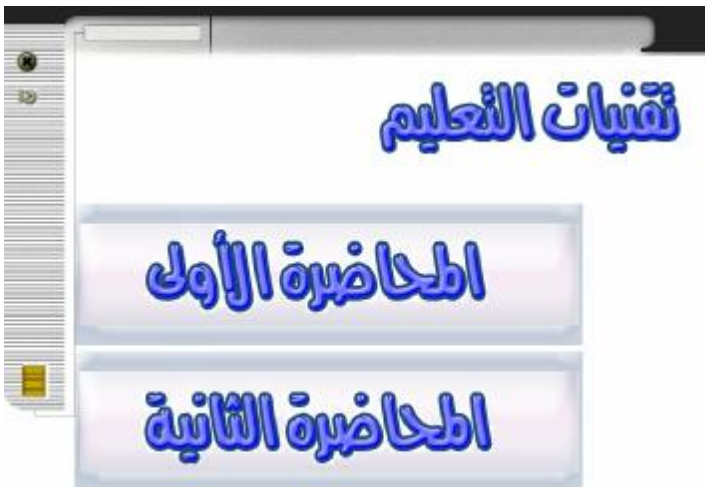 تقنيات التعليم
المحاضرة الأولى
المحاضرة الثانية